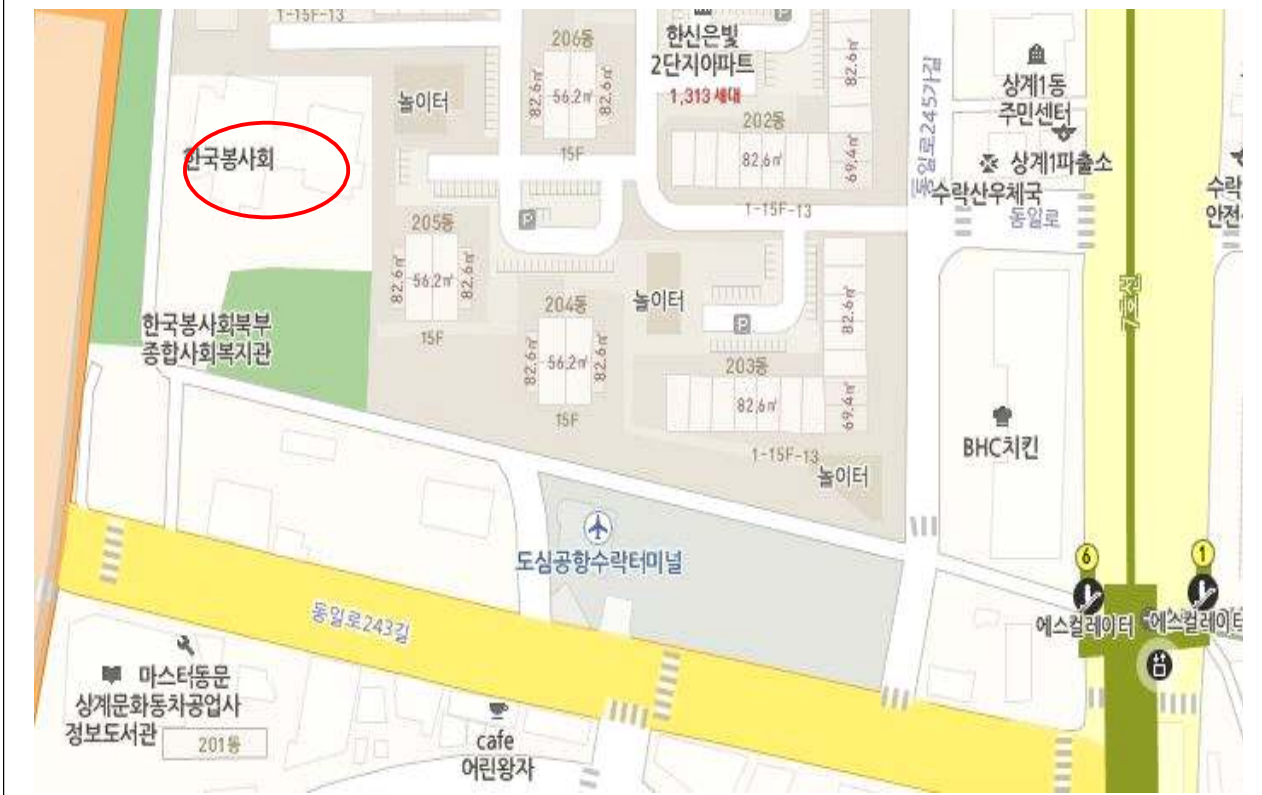 1-15F-13
206동
82.6㎡
56.2㎡
82.6㎡
15F
한신은빛
2단지아파트
1,313 세대
P
놀이터
202동
82.6㎡
82.6㎡
69.4㎡
1-15F-13
동일로245가길
상계1동
주민센터
상계1파출소
수락산우체국
동일로
수락
안전
한국봉사회
한국봉사회북부
종합사회복지관
205동
82.6㎡
56.2㎡
82.6㎡
15F
P
204동
82.6㎡
56.2㎡
82.6㎡
15F
놀이터
P
82.6㎡
203동
82.6㎡
69.4㎡
1-15F-13
놀이터
7호선
BHC치킨
도심공항수락터미널
6
1
에스컬레이터
에스컬레이터
동일로243길
마스터동문
상계문화동차공업사
정보도서관
201동
cafe
어린왕자